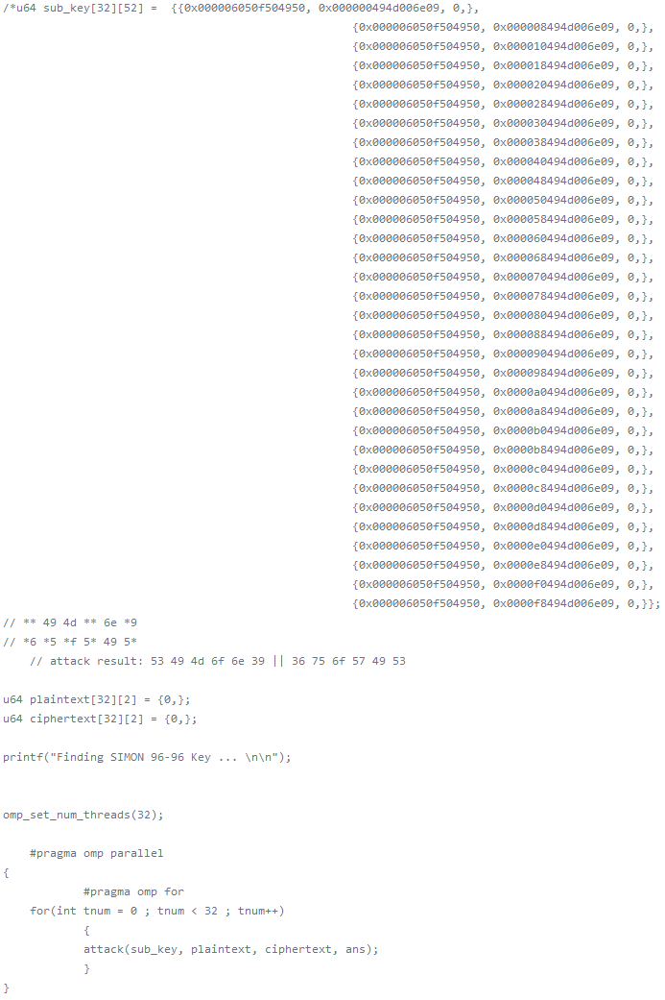 /*u64 sub_key[32][52] =  {{0x000006050f504950, 0x000000494d006e09, 0,},
{0x000006050f504950, 0x000008494d006e09, 0,},
{0x000006050f504950, 0x000010494d006e09, 0,},
{0x000006050f504950, 0x000018494d006e09, 0,},
{0x000006050f504950, 0x000020494d006e09, 0,},
{0x000006050f504950, 0x000028494d006e09, 0,},
{0x000006050f504950, 0x000030494d006e09, 0,},
{0x000006050f504950, 0x000038494d006e09, 0,},
{0x000006050f504950, 0x000040494d006e09, 0,},
{0x000006050f504950, 0x000048494d006e09, 0,},
{0x000006050f504950, 0x000050494d006e09, 0,},
{0x000006050f504950, 0x000058494d006e09, 0,},
{0x000006050f504950, 0x000060494d006e09, 0,},
{0x000006050f504950, 0x000068494d006e09, 0,},
{0x000006050f504950, 0x000070494d006e09, 0,},
{0x000006050f504950, 0x000078494d006e09, 0,},
{0x000006050f504950, 0x000080494d006e09, 0,},
{0x000006050f504950, 0x000088494d006e09, 0,},
{0x000006050f504950, 0x000090494d006e09, 0,},
{0x000006050f504950, 0x000098494d006e09, 0,},
{0x000006050f504950, 0x0000a0494d006e09, 0,},
{0x000006050f504950, 0x0000a8494d006e09, 0,},
{0x000006050f504950, 0x0000b0494d006e09, 0,},
{0x000006050f504950, 0x0000b8494d006e09, 0,},
{0x000006050f504950, 0x0000c0494d006e09, 0,},
{0x000006050f504950, 0x0000c8494d006e09, 0,},
{0x000006050f504950, 0x0000d0494d006e09, 0,},
{0x000006050f504950, 0x0000d8494d006e09, 0,},
{0x000006050f504950, 0x0000e0494d006e09, 0,},
{0x000006050f504950, 0x0000e8494d006e09, 0,},
{0x000006050f504950, 0x0000f0494d006e09, 0,},
{0x000006050f504950, 0x0000f8494d006e09, 0,}};
// ** 49 4d ** 6e *9
// *6 *5 *f 5* 49 5*
// attack result: 53 49 4d 6f 6e 39 || 36 75 6f 57 49 53
u64 plaintext[32][2] = {0,};
u64 ciphertext[32][2] = {0,};
printf("Finding SIMON 96-96 Key ... \n\n");
omp_set_num_threads(32);
#pragma omp parallel
{
#pragma omp for
for(int tnum = 0 ; tnum < 32 ; tnum++)
{
attack(sub_key, plaintext, ciphertext, ans);
}
}